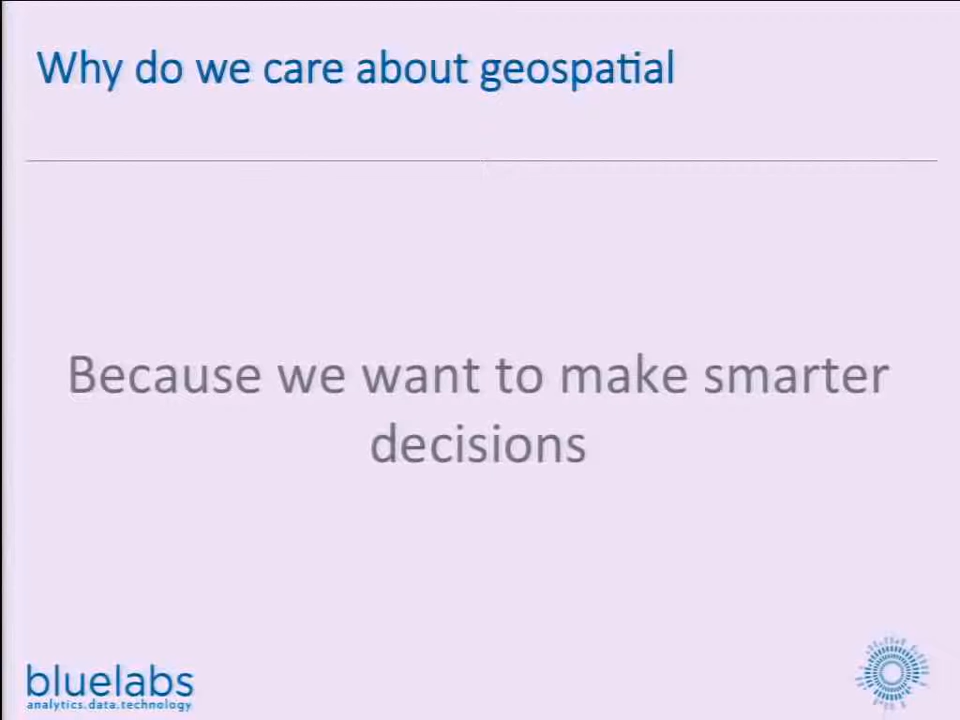 Why do we care about geospatial
Because we want to make smarter
decisions
bluelabs
analytics.data.technology